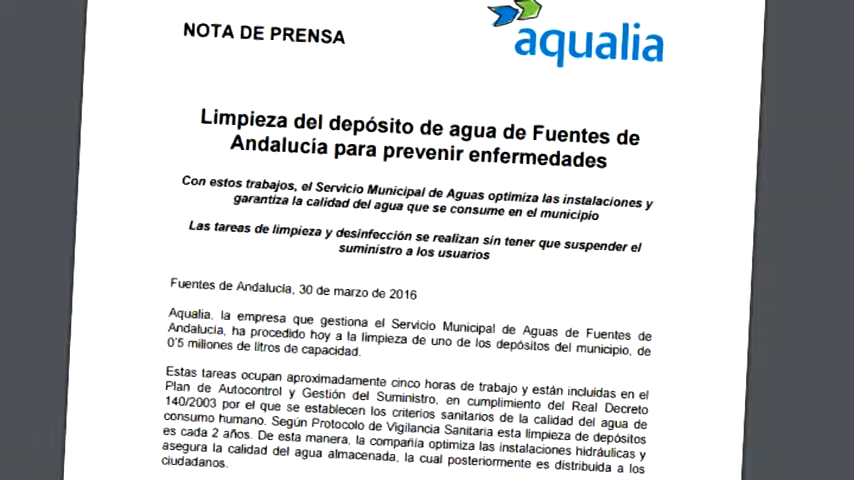 NOTA DE PRENSA
aqualia
Limpieza del depósito de agua de Fuentes de
Andalucía para prevenir enfermedades
Con estos trabajos, el Servicio Municipal de Aguas optimiza las instalaciones y
garantiza la calidad del agua que se consume en el municipio
Las tareas de limpieza y desinfección se realizan sin tener que suspender el
suministro a los usuarios
Fuentes de Andalucía, 30 de marzo de 2016
Aqualia, la empresa que gestiona el Servicio Municipal de Aguas de Fuentes de
Andalucía, ha procedido hoy a la limpieza de uno de los depósitos del municipio, de
0'5 millones de litros de capacidad.
Estas tareas ocupan aproximadamente cinco horas de trabajo y están incluidas en el
Plan de Autocontrol y Gestión del Suministro, en cumplimiento del Real Decreto
140/2003 por el que se establecen los criterios sanitarios de la calidad del agua de
consumo humano. Según Protocolo de Vigilancia Sanitaria esta limpieza de depósitos
es cada 2 años. De esta manera, la compañía optimiza las instalaciones hidráulicas y
asegura la calidad del agua almacenada, la cual posteriormente es distribuida a los
ciudadanos.